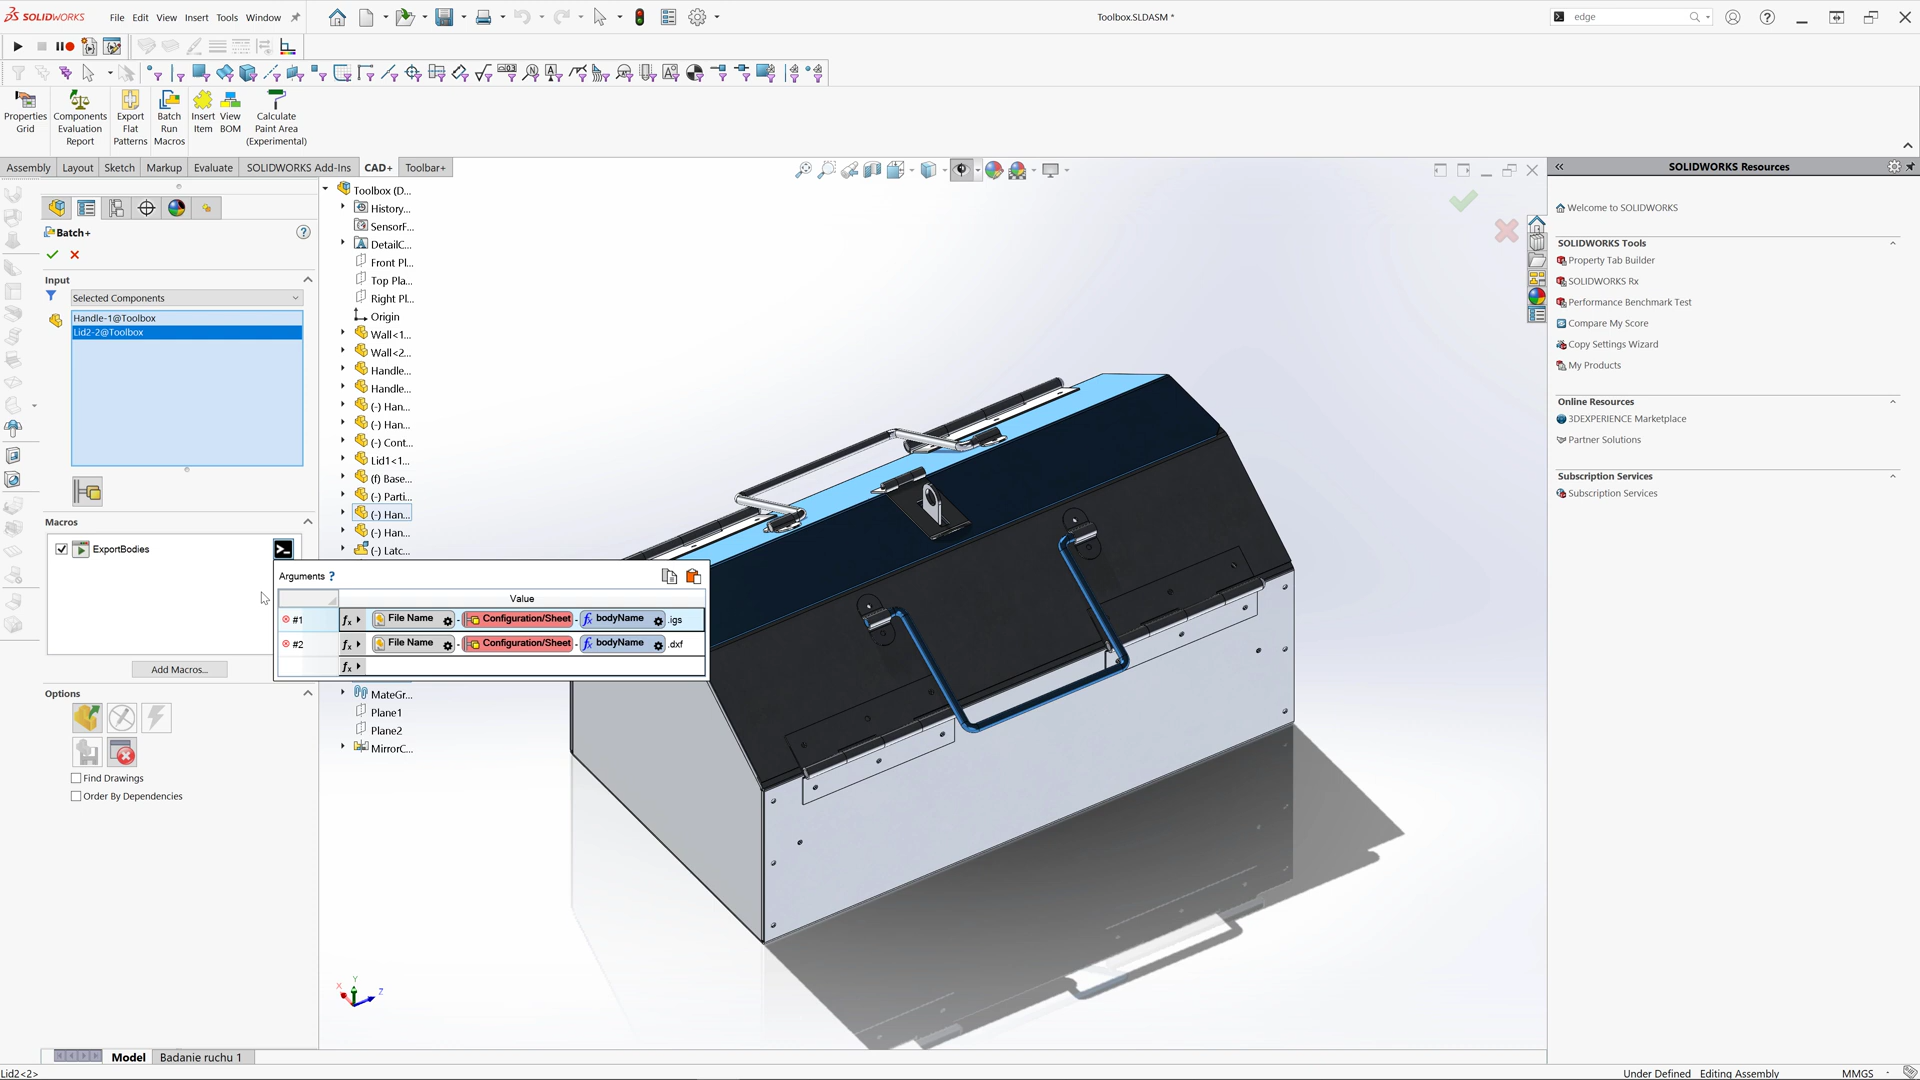 SOLIDWORKS File Edit View Insert Tools Window
Toolbox.SLDASM *
edge
Properties Grid
Components Evaluation Report
Export Flat Patterns
Batch Run Macros
Insert Item
View BOM
Calculate Paint Area (Experimental)
Assembly Layout Sketch Markup Evaluate SOLIDWORKS Add-Ins CAD+ Toolbar+
Batch+
Input
Selected Components
Handle-1@Toolbox
Lid2-2@Toolbox
Macros
ExportBodies
Add Macros...
Options
Find Drawings
Order By Dependencies
Toolbox (D...
History...
SensorF...
DetailC...
Front Pl...
Top Pla...
Right Pl...
Origin
Wall<1...
Wall<2...
Handle...
Handle...
(-) Han...
(-) Han...
(-) Cont...
Lid1<1...
(f) Base...
(-) Parti...
(-) Han...
(-) Han...
(-) Latc...
Arguments ?
Value
#1 fx File Name - Configuration/Sheet - fx bodyName .igs
#2 fx File Name - Configuration/Sheet - fx bodyName .dxf
fx
MateGr...
Plane1
Plane2
MirrorC...
Y
X
Z
SOLIDWORKS Resources
Welcome to SOLIDWORKS
SOLIDWORKS Tools
Property Tab Builder
SOLIDWORKS Rx
Performance Benchmark Test
Compare My Score
Copy Settings Wizard
My Products
Online Resources
3DEXPERIENCE Marketplace
Partner Solutions
Subscription Services
Subscription Services
Model Badanie ruchu 1
Lid2<2>
Under Defined Editing Assembly MMGS